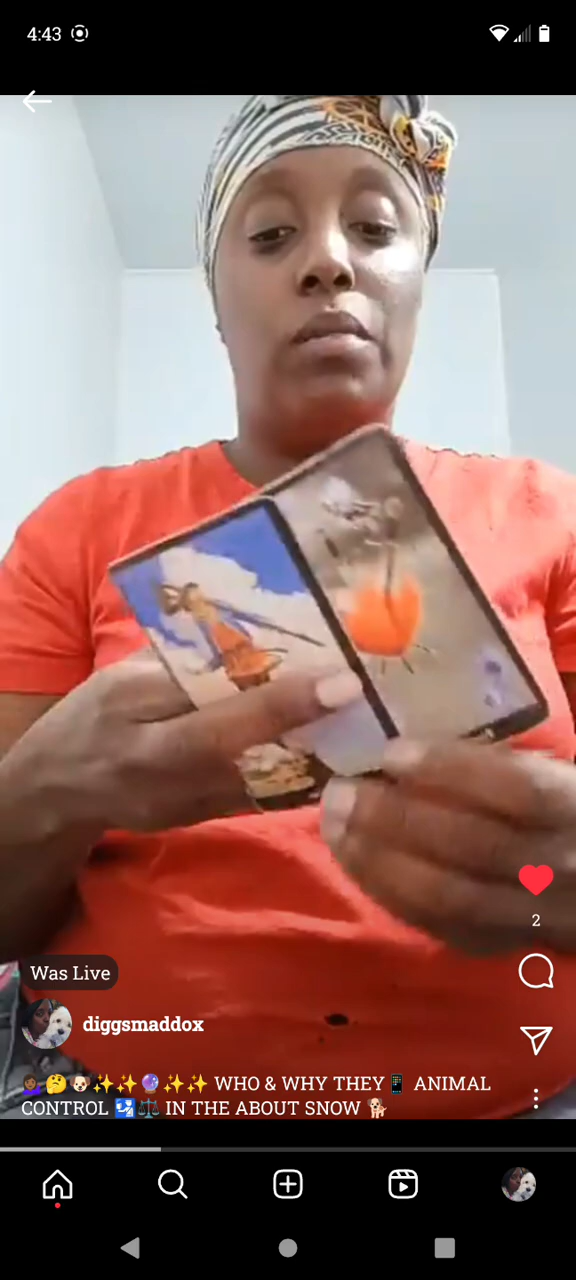 4:43
Was Live
diggsmaddox
💁🏾‍♀️🤔🐶✨✨🔮✨✨ WHO & WHY THEY📱 ANIMAL
CONTROL 🛂⚖️ IN THE ABOUT SNOW 🐕
2